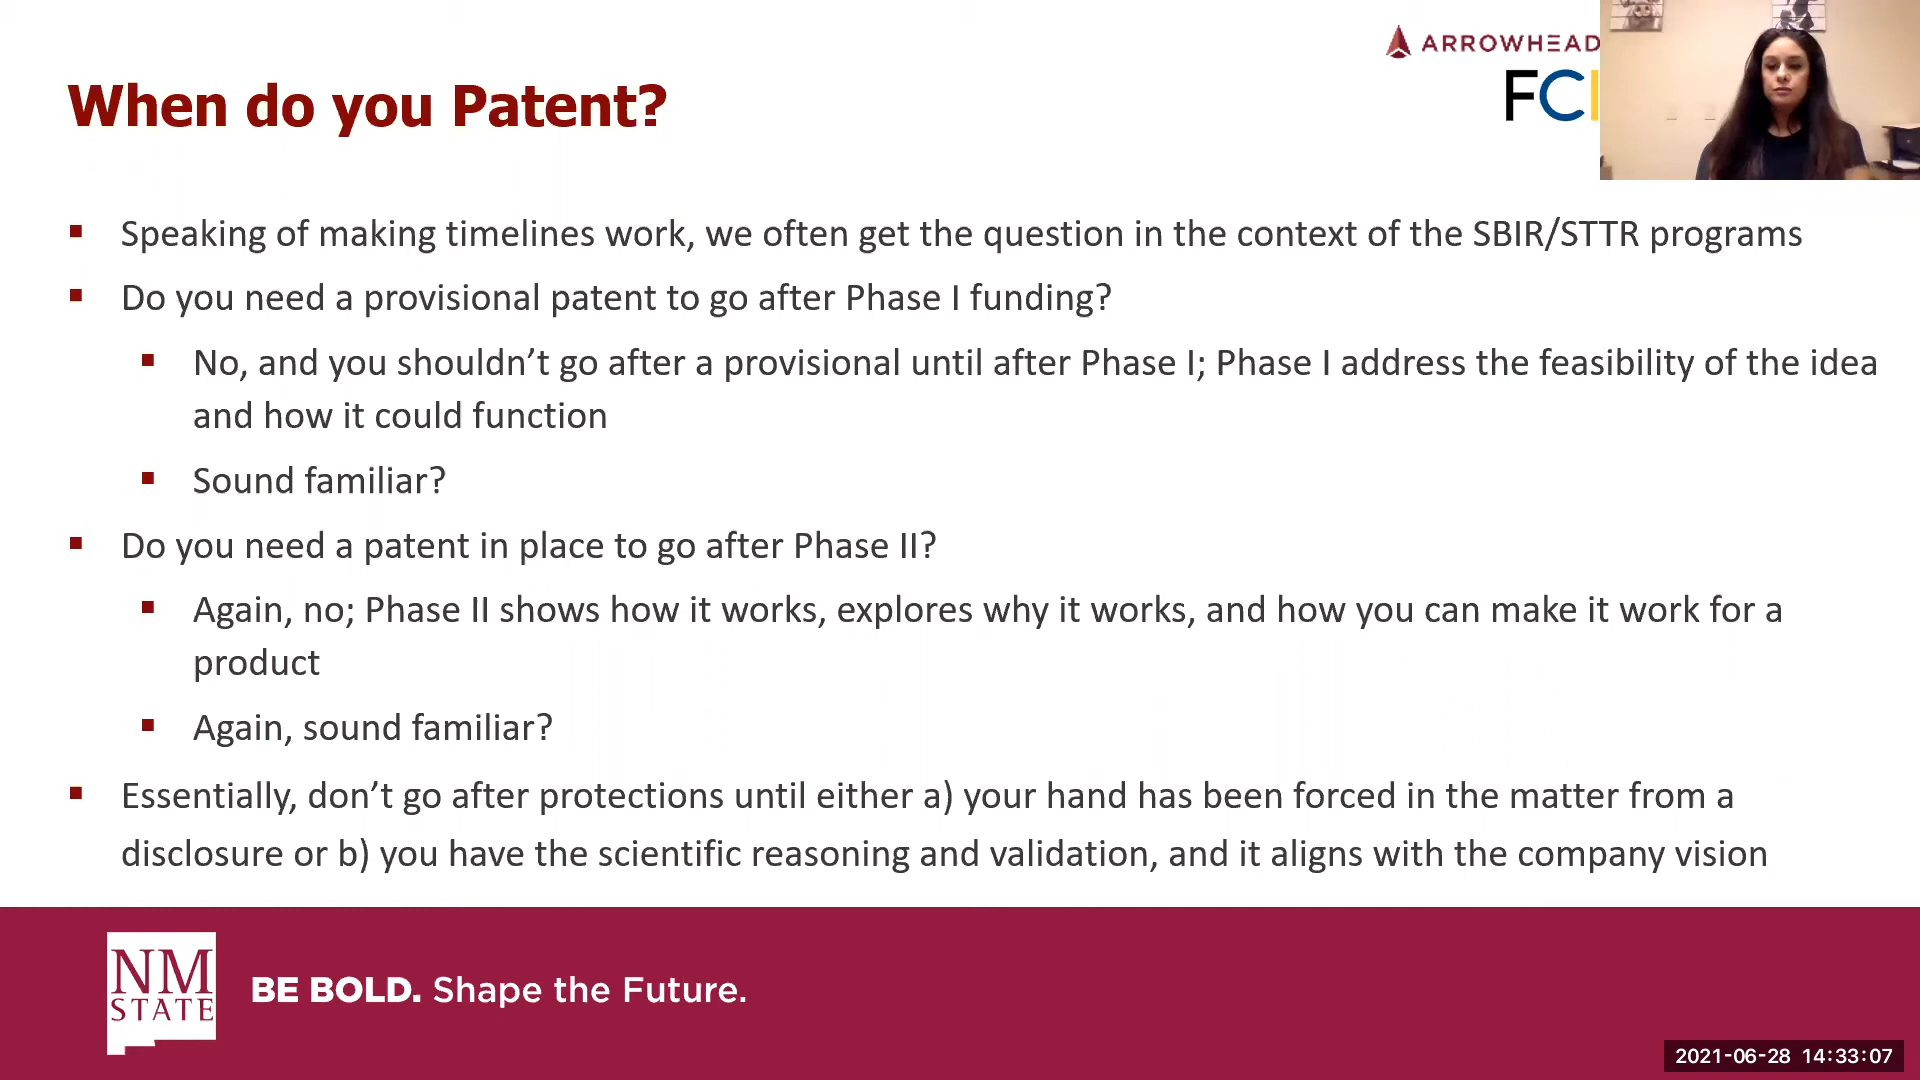 ARROWHEAD
FC
When do you Patent?
Speaking of making timelines work, we often get the question in the context of the SBIR/STTR programs
Do you need a provisional patent to go after Phase I funding?
No, and you shouldn’t go after a provisional until after Phase I; Phase I address the feasibility of the idea
and how it could function
Sound familiar?
Do you need a patent in place to go after Phase II?
Again, no; Phase II shows how it works, explores why it works, and how you can make it work for a
product
Again, sound familiar?
Essentially, don’t go after protections until either a) your hand has been forced in the matter from a
disclosure or b) you have the scientific reasoning and validation, and it aligns with the company vision
NM
STATE
BE BOLD. Shape the Future.
2021-06-28 14:33:07